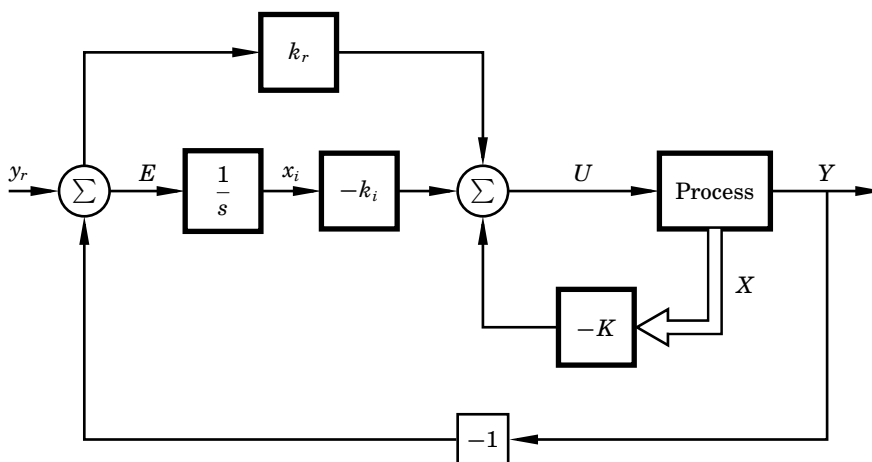 k_r
y_r
Σ
E
1
s
x_i
−k_i
Σ
U
Process
Y
X
−K
−1